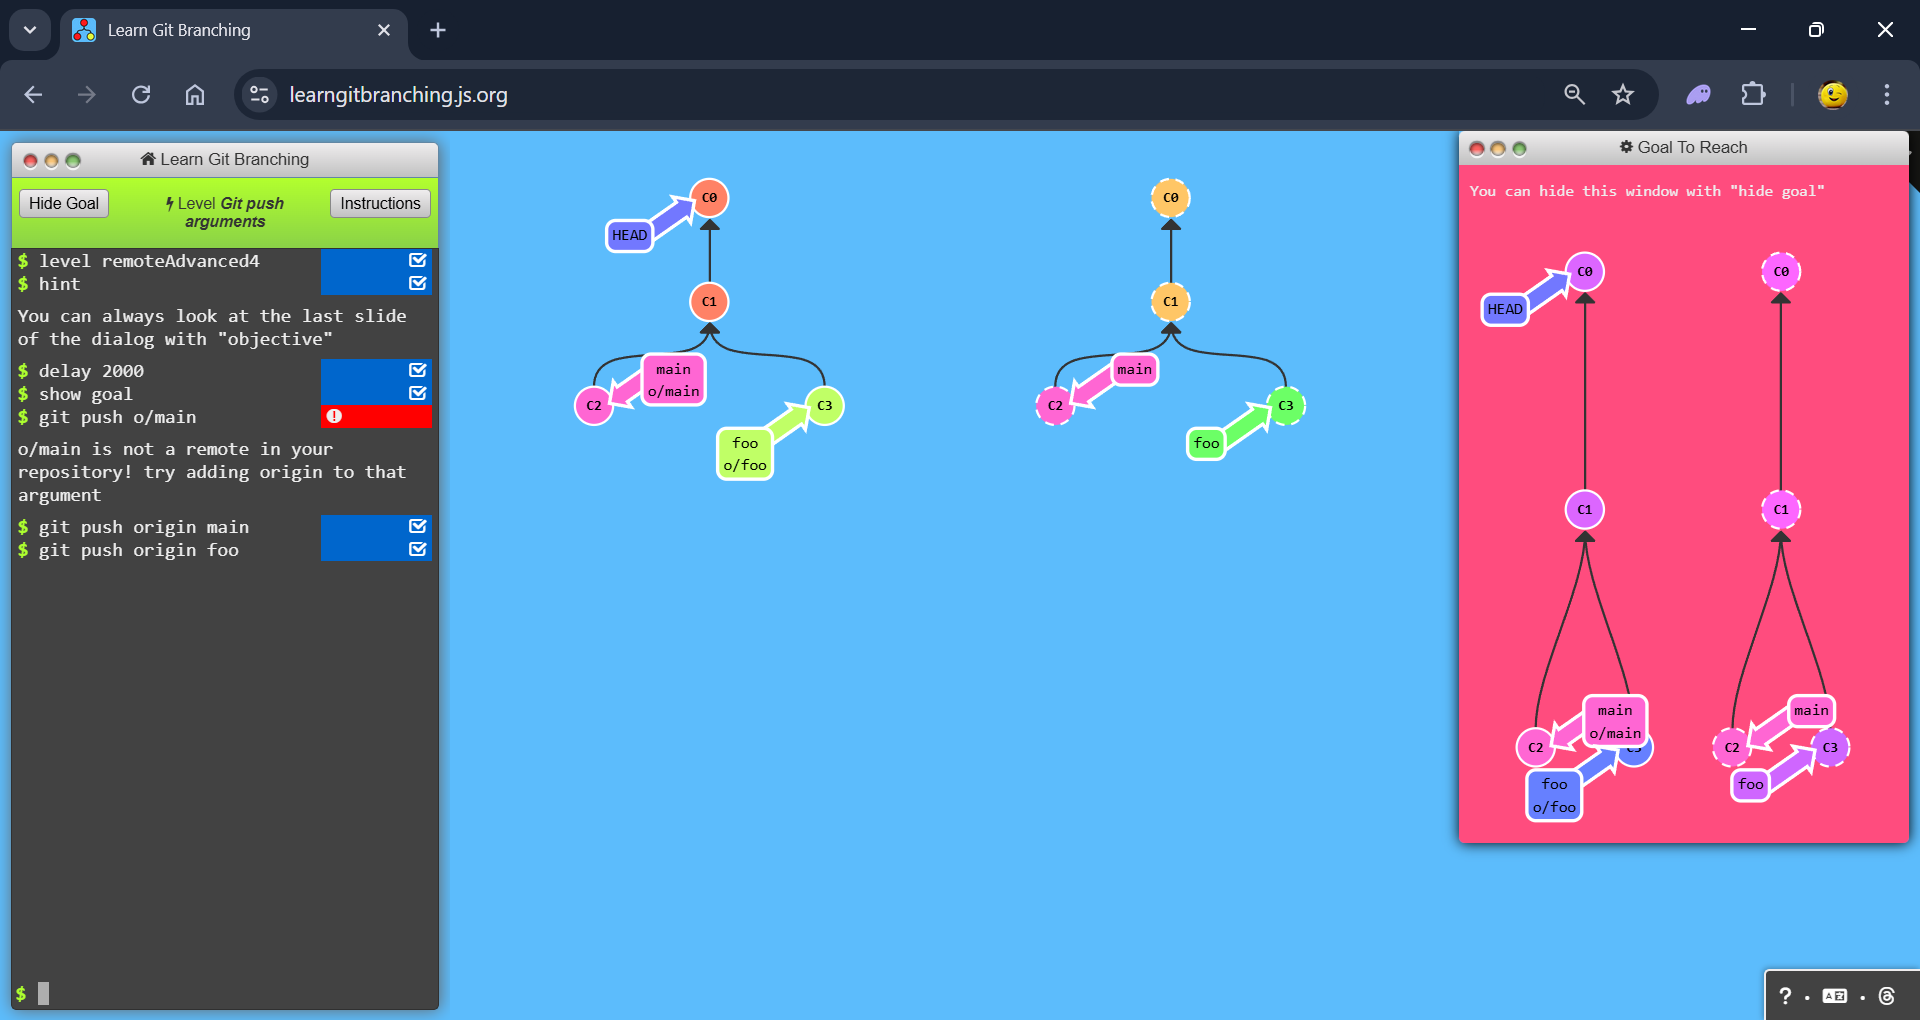 Learn Git Branching
learngitbranching.js.org
Learn Git Branching
Hide Goal
Level Git push
arguments
Instructions
$ level remoteAdvanced4
$ hint
You can always look at the last slide
of the dialog with "objective"
$ delay 2000
$ show goal
$ git push o/main
o/main is not a remote in your
repository! try adding origin to that
argument
$ git push origin main
$ git push origin foo
$
C0
HEAD
C1
main
o/main
C2
C3
foo
o/foo
C0
C1
main
C2
C3
foo
Goal To Reach
You can hide this window with "hide goal"
C0
HEAD
C1
main
o/main
C2
foo
o/foo
C0
C1
main
C2
C3
foo
?